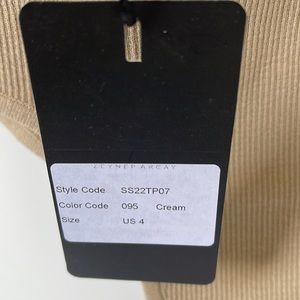 ZEYNEP ARCAY
Style Code SS22TP07
Color Code 095 Cream
Size US 4